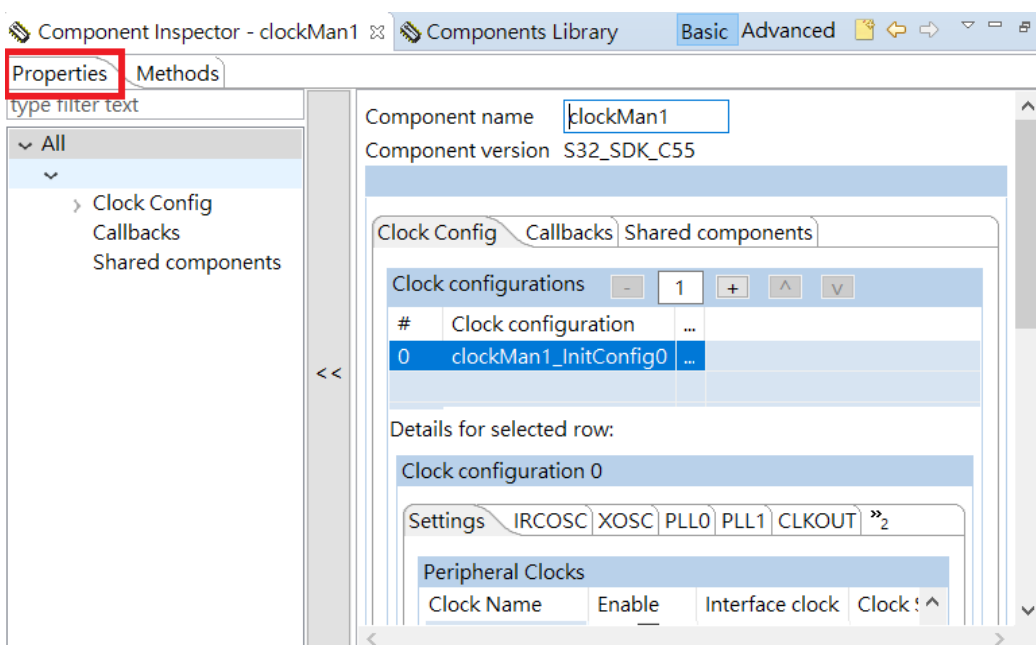 Component Inspector - clockMan1 Components Library Basic Advanced
Properties Methods
type filter text
All
Clock Config
Callbacks
Shared components
<<
Component name clockMan1
Component version S32_SDK_C55
Clock Config Callbacks Shared components
Clock configurations - 1 + ^ v
# Clock configuration ...
0 clockMan1_InitConfig0 ...
Details for selected row:
Clock configuration 0
Settings IRCOSC XOSC PLL0 PLL1 CLKOUT »2
Peripheral Clocks
Clock Name Enable Interface clock Clock